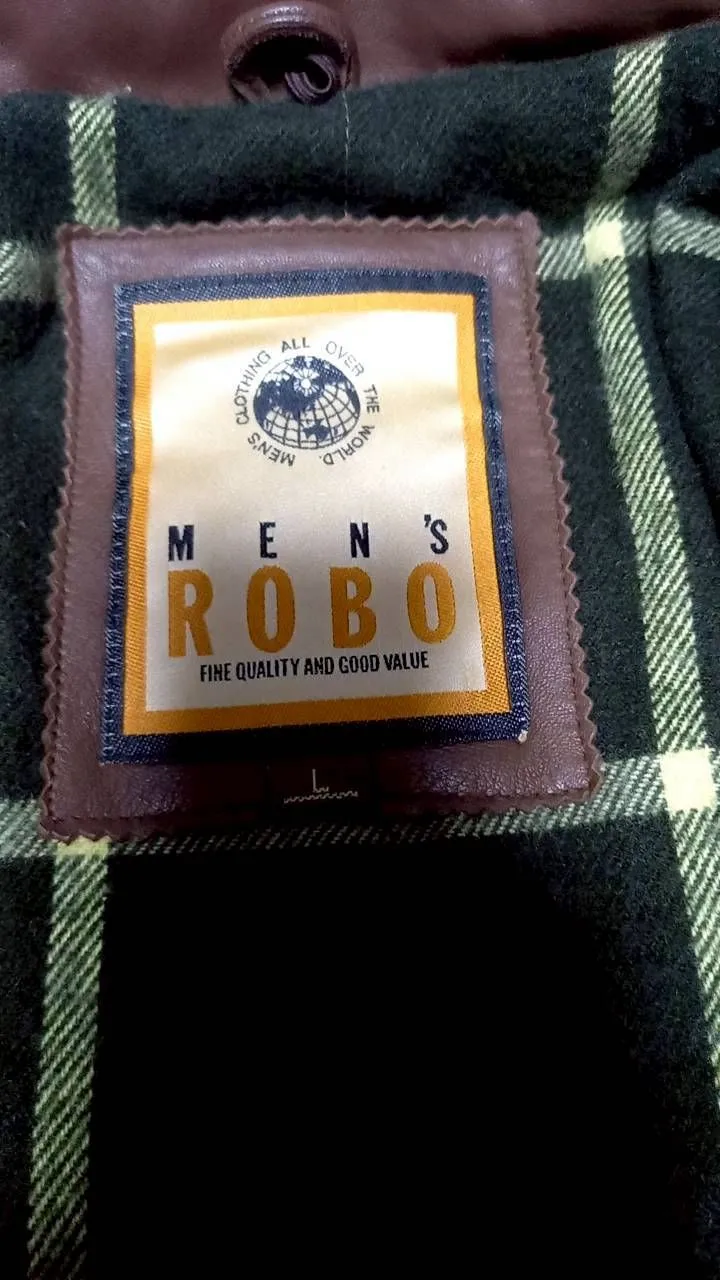 MEN'S CLOTHING ALL OVER THE WORLD.
MEN'S
ROBO
FINE QUALITY AND GOOD VALUE
L